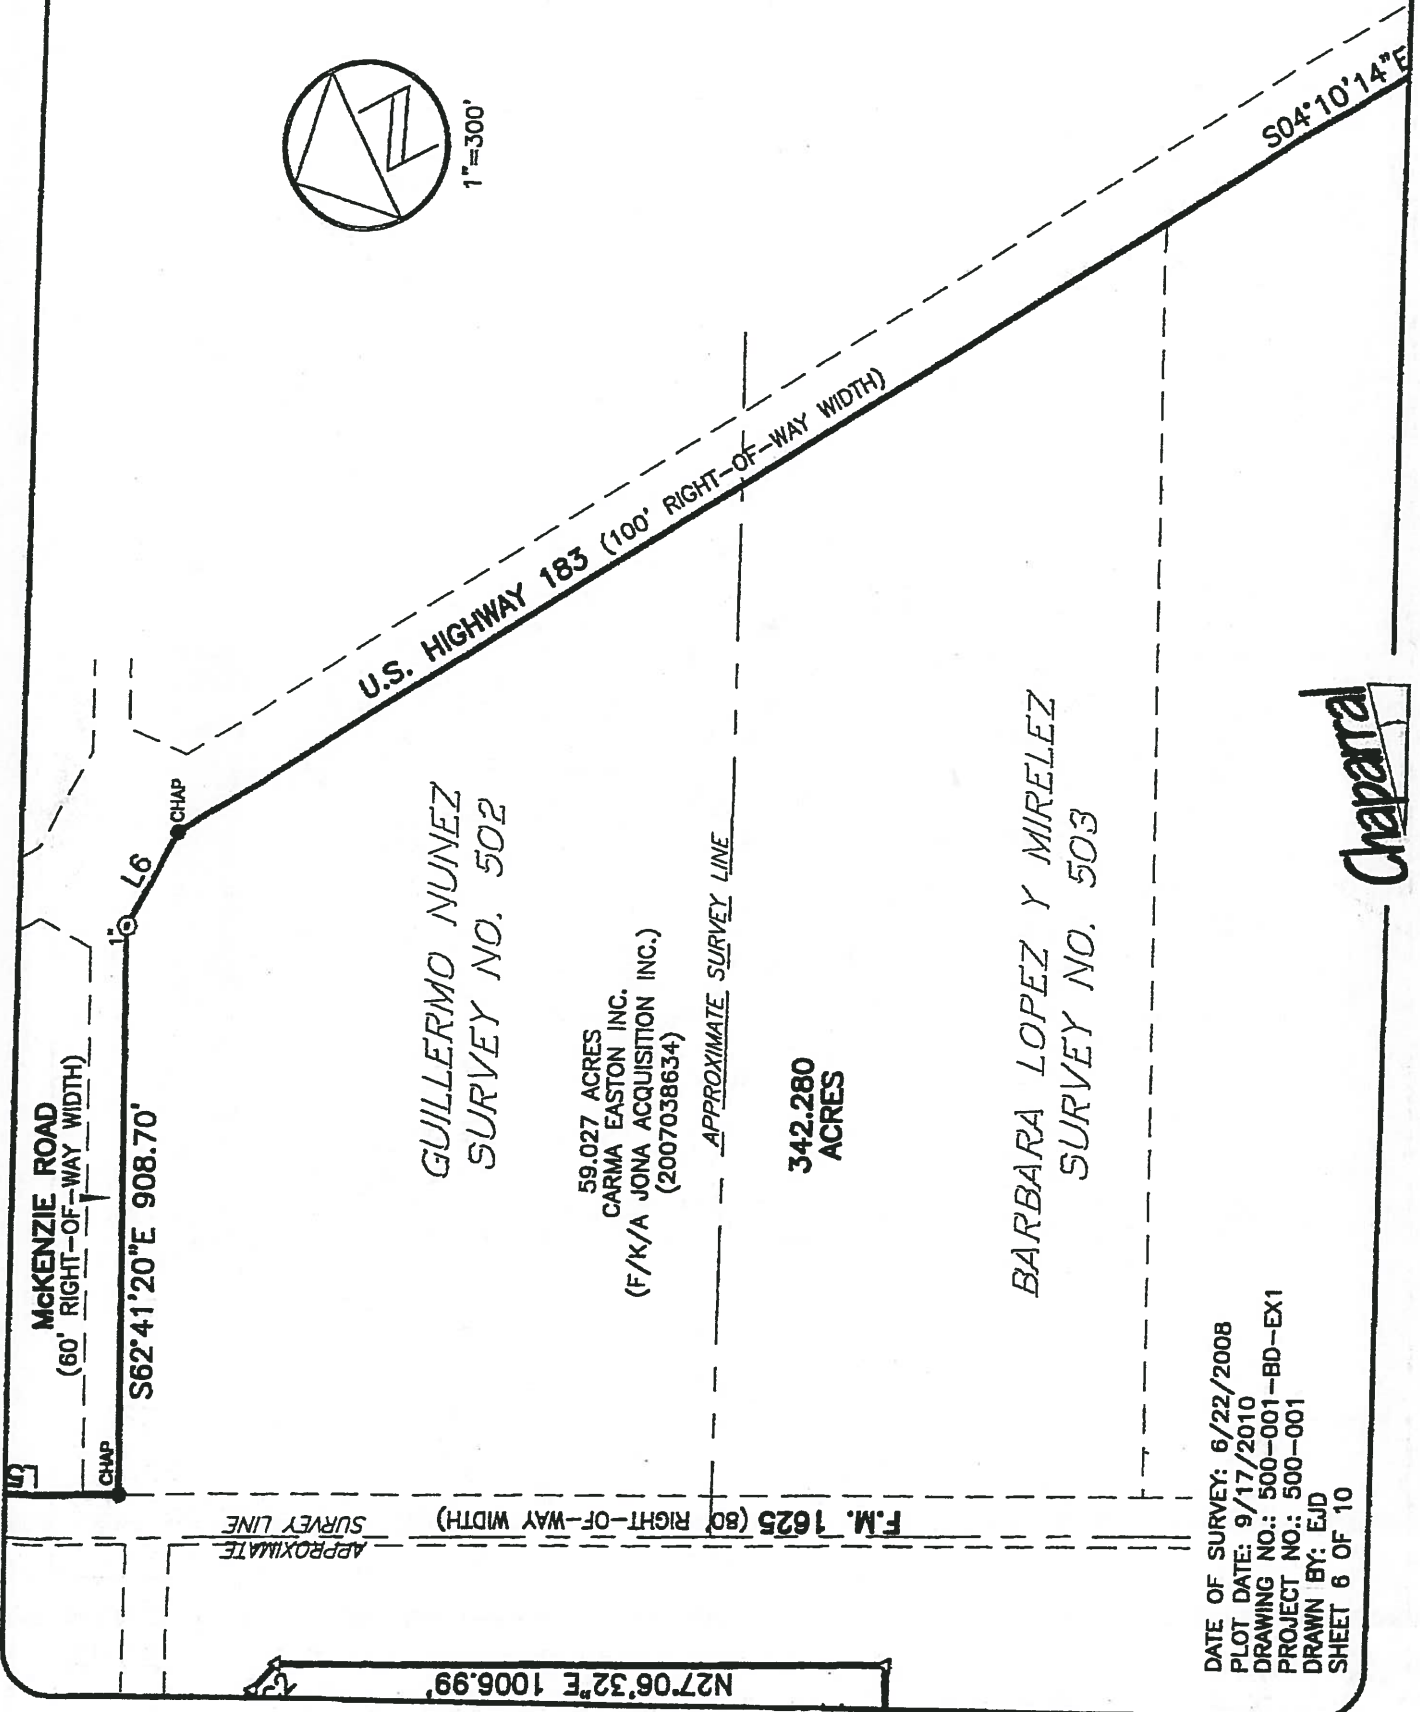 1"=300'
S04°10'14"E
U.S. HIGHWAY 183 (100' RIGHT-OF-WAY WIDTH)
McKENZIE ROAD
(60' RIGHT-OF-WAY WIDTH)
S62°41'20"E 908.70'
CHAP
1"
L6
CHAP
GUILLERMO NUNEZ
SURVEY NO. 502
59.027 ACRES
CARMA EASTON INC.
(F/K/A JONA ACQUISITION INC.)
(2007038634)
APPROXIMATE SURVEY LINE
342.280
ACRES
BARBARA LOPEZ Y MIRELEZ
SURVEY NO. 503
APPROXIMATE
SURVEY LINE
F.M. 1625 (80' RIGHT-OF-WAY WIDTH)
N27°06'32"E 1006.99'
Chaparral
DATE OF SURVEY: 6/22/2008
PLOT DATE: 9/17/2010
DRAWING NO.: 500-001-BD-EX1
PROJECT NO.: 500-001
DRAWN BY: EJD
SHEET 6 OF 10